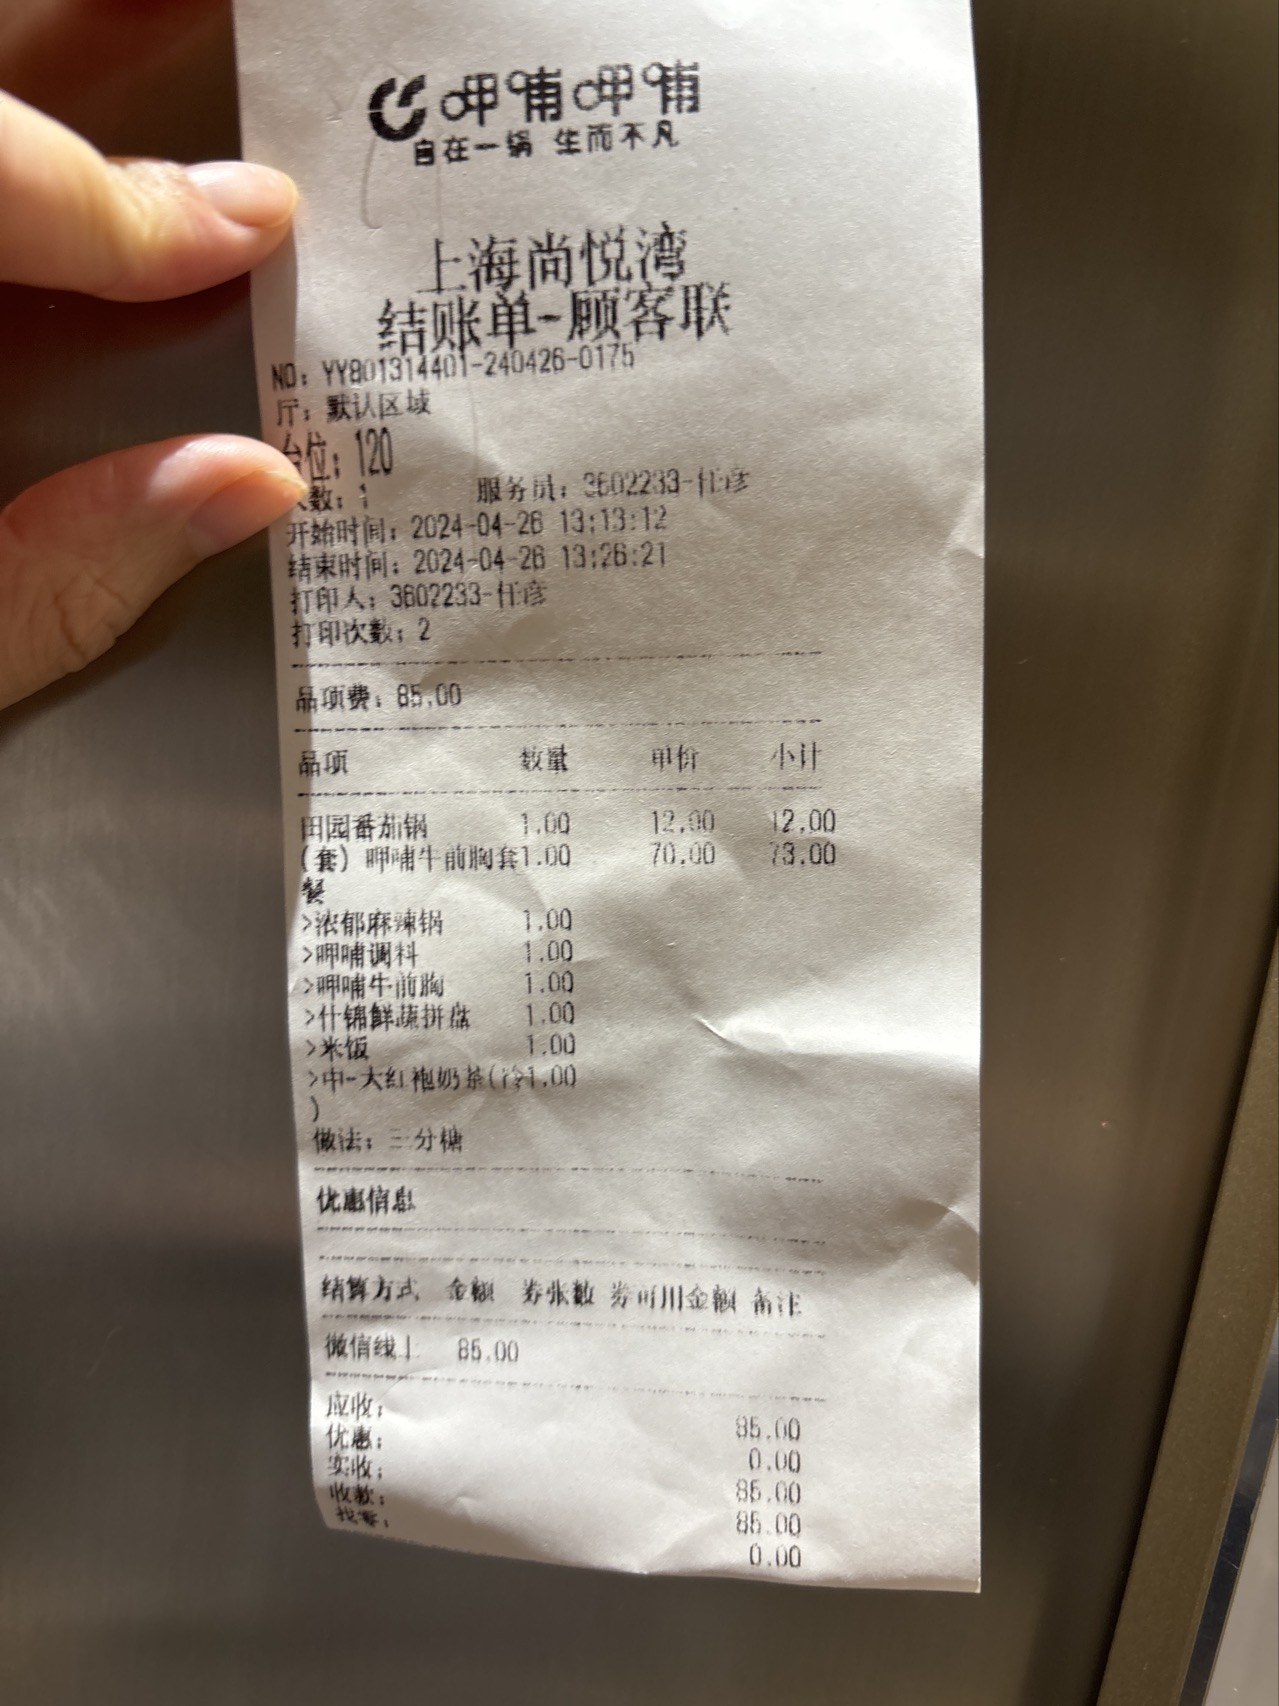 呷哺呷哺
自在一锅 生而不凡
上海尚悦湾
结账单-顾客联
NO: YY801314401-240426-0175
厅: 默认区域
台位: 120
人数: 1 服务员: 3602233-任彦
开始时间: 2024-04-26 13:13:12
结束时间: 2024-04-26 13:26:21
打印人: 3602233-任彦
打印次数: 2
品项费: 85.00
品项 数量 单价 小计
田园番茄锅 1.00 12.00 12.00
(套) 呷哺牛前胸套1.00 70.00 73.00
餐
>浓郁麻辣锅 1.00
>呷哺调料 1.00
>呷哺牛前胸 1.00
>什锦鲜蔬拼盘 1.00
>米饭 1.00
>中-大红袍奶茶(冷1.00
)
做法: 三分糖
优惠信息
结算方式 金额 券张数 券可用金额 备注
微信线上 85.00
应收: 85.00
优惠: 0.00
实收: 85.00
收款: 85.00
找零: 0.00